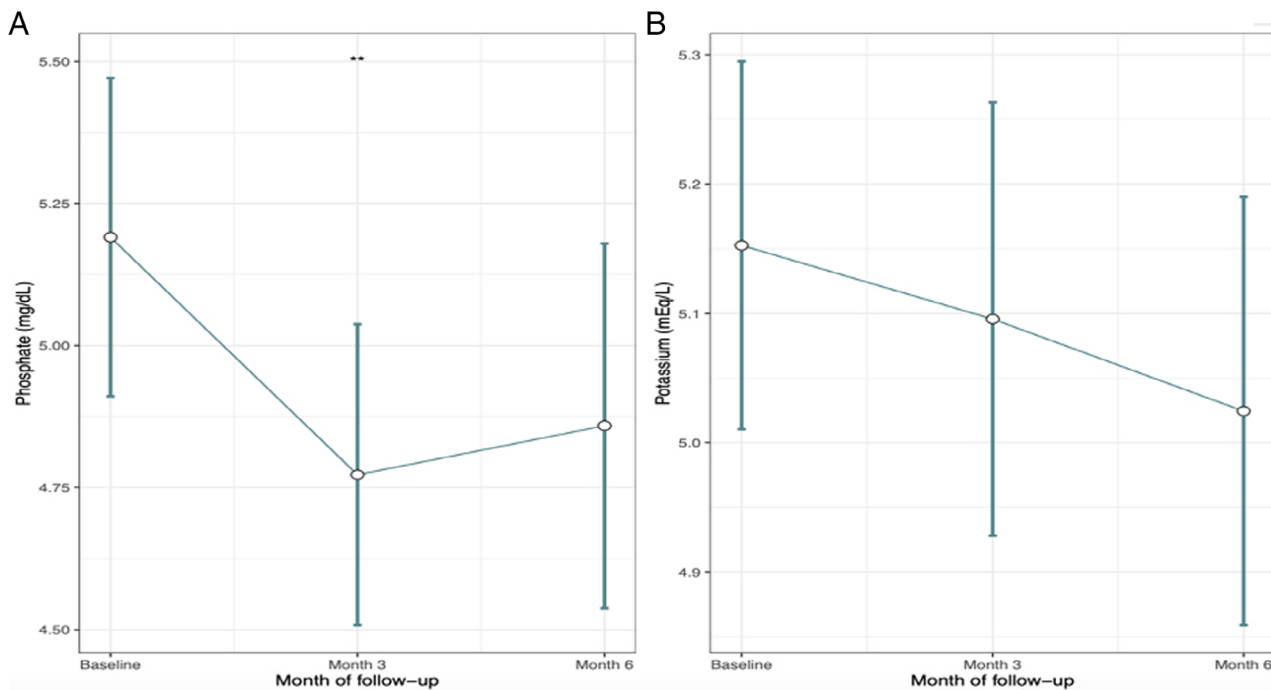 A
5.50
5.25
5.00
4.75
4.50
Phosphate (mg/dL)
**
Baseline
Month 3
Month 6
Month of follow−up
B
5.3
5.2
5.1
5.0
4.9
Potassium (mEq/L)
Baseline
Month 3
Month 6
Month of follow−up